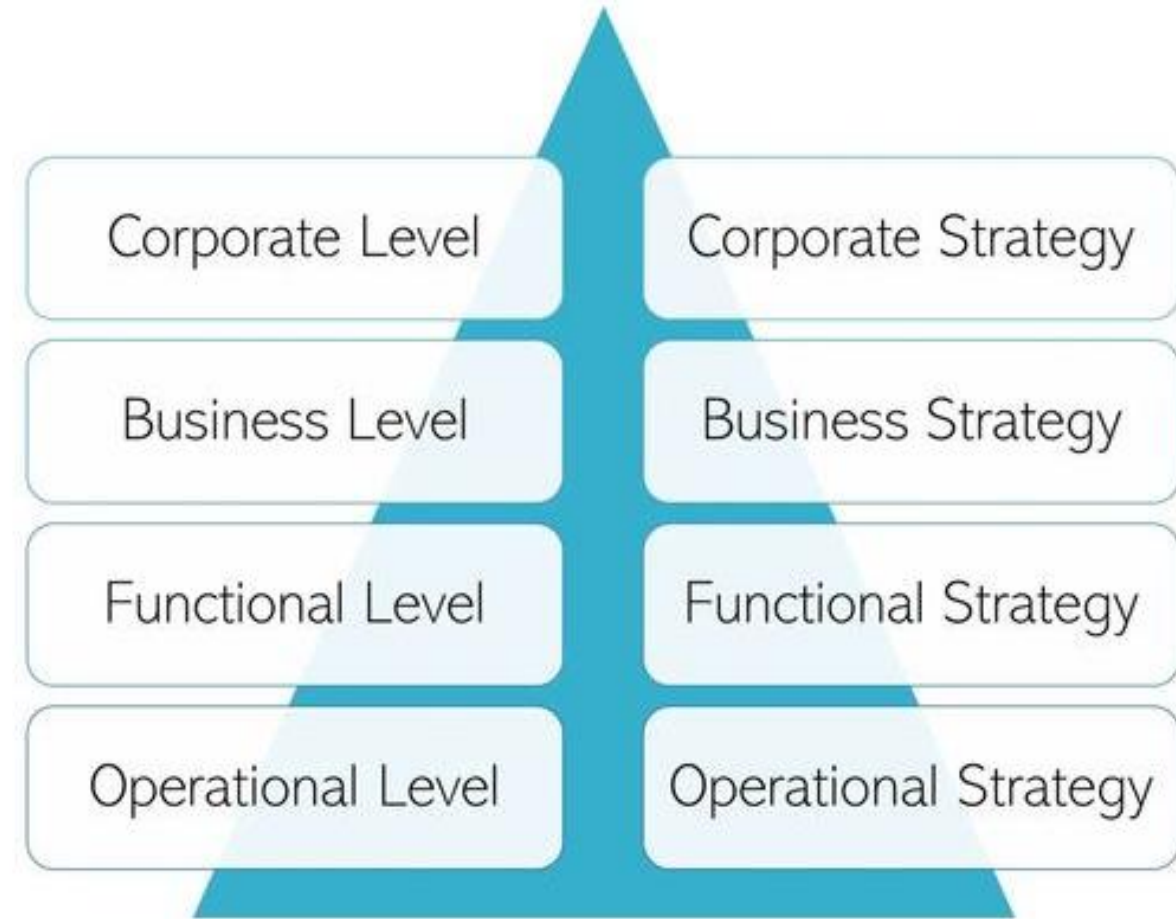 Corporate Level
Corporate Strategy
Business Level
Business Strategy
Functional Level
Functional Strategy
Operational Level
Operational Strategy